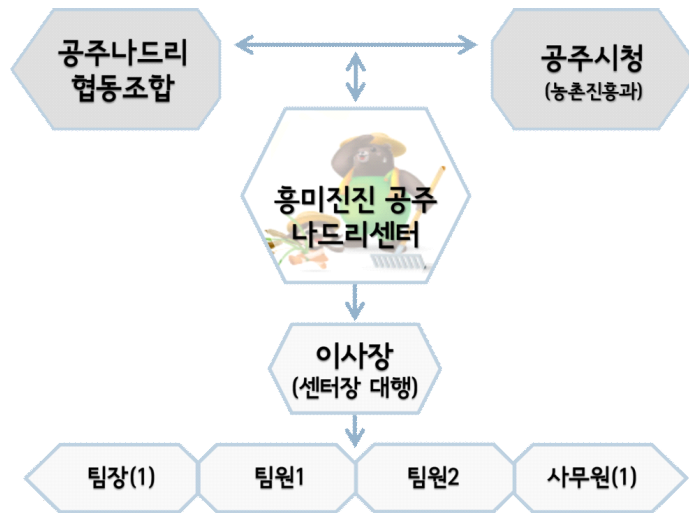 공주나드리
협동조합
공주시청
(농촌진흥과)
흥미진진 공주
나드리센터
이사장
(센터장 대행)
팀장(1)
팀원1
팀원2
사무원(1)